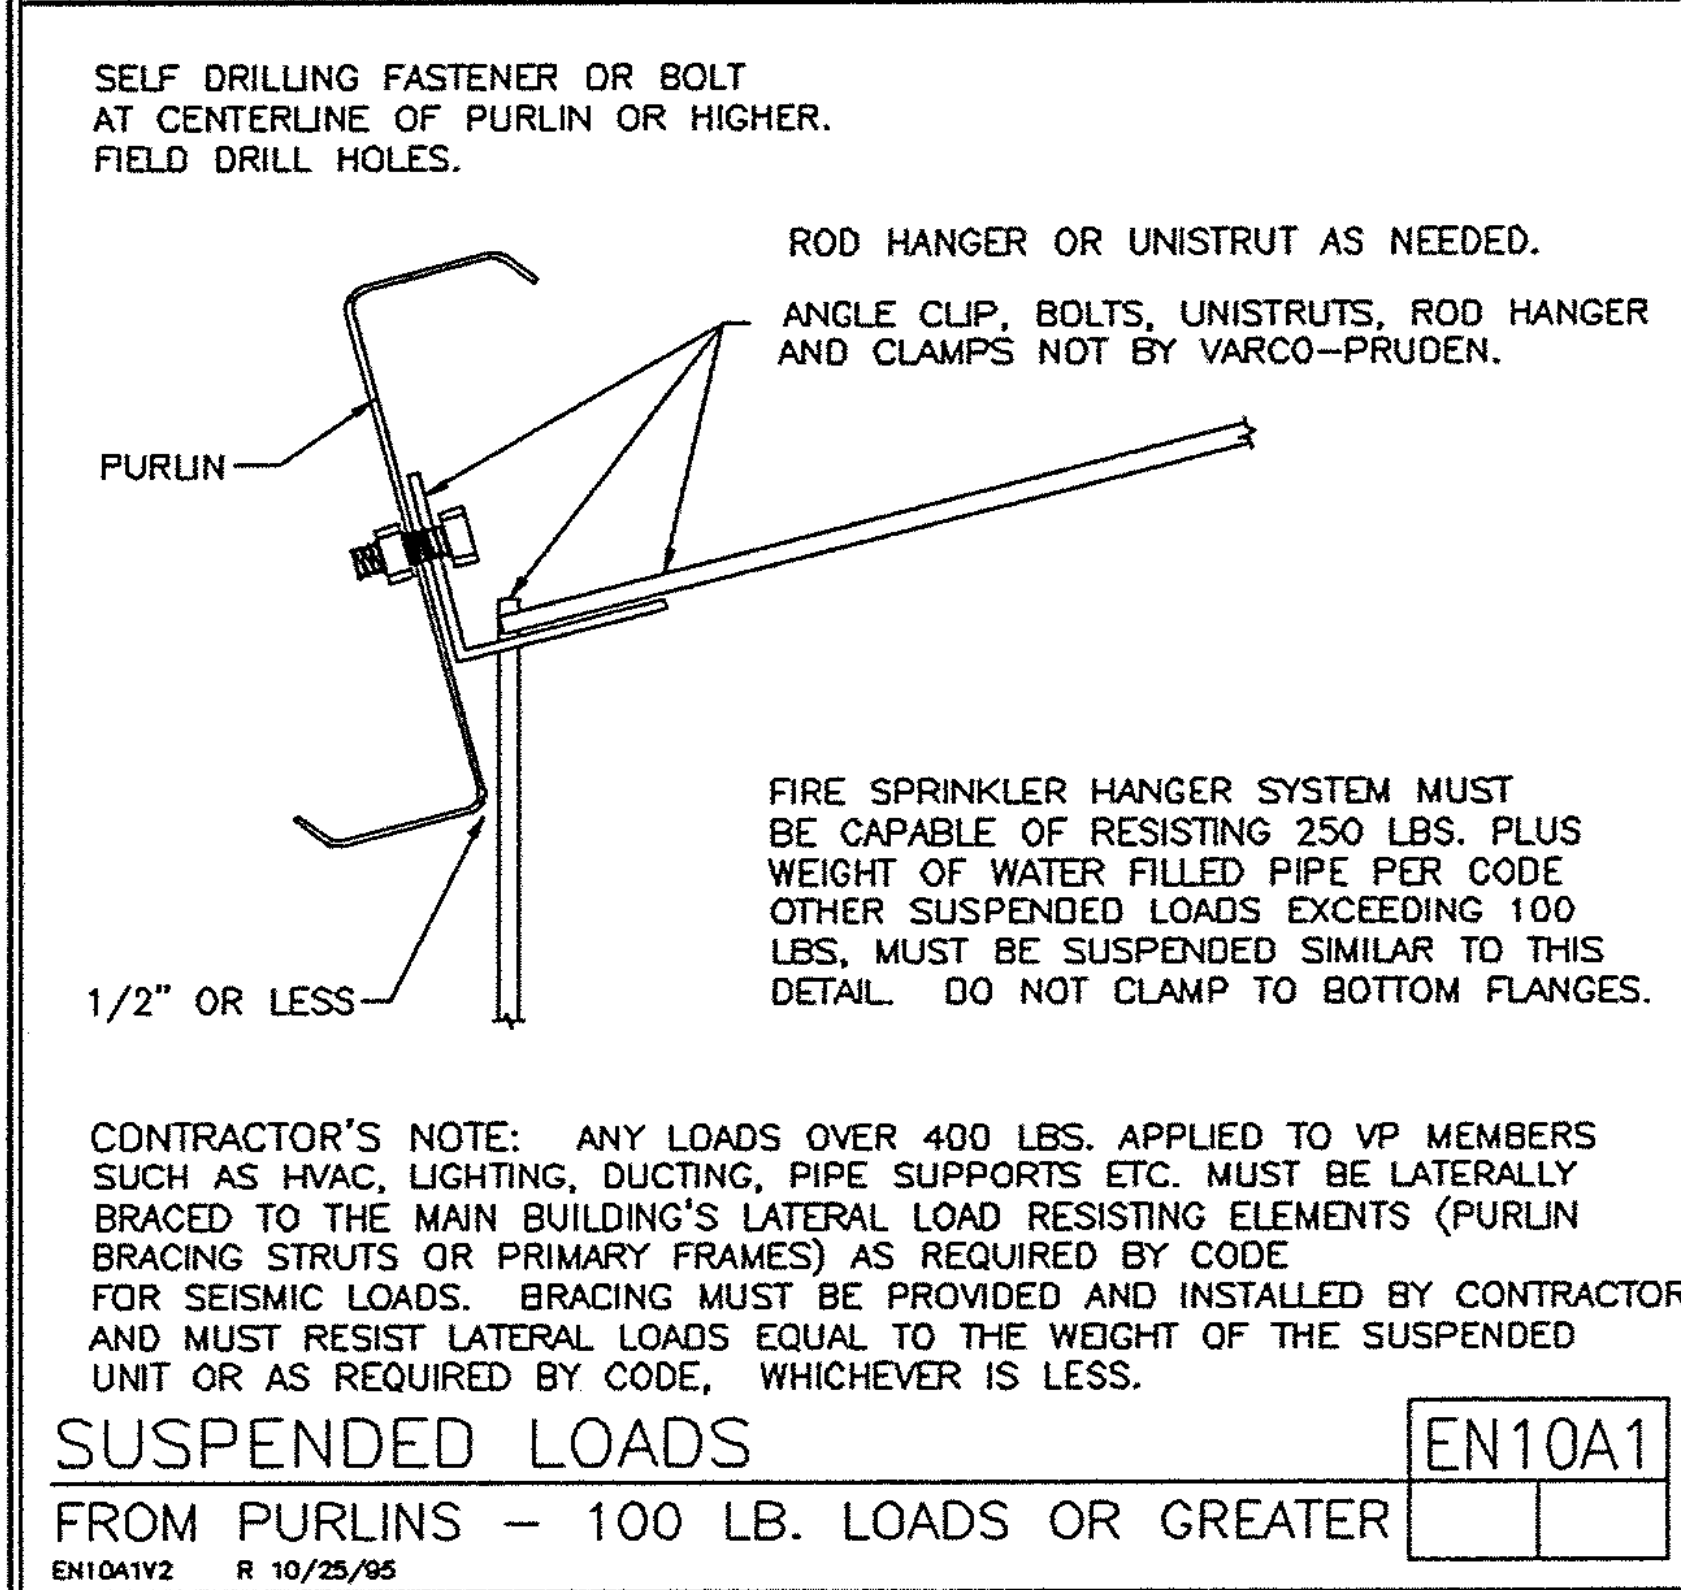 SELF DRILLING FASTENER OR BOLT
AT CENTERLINE OF PURLIN OR HIGHER.
FIELD DRILL HOLES.
ROD HANGER OR UNISTRUT AS NEEDED.
ANGLE CLIP, BOLTS, UNISTRUTS, ROD HANGER
AND CLAMPS NOT BY VARCO-PRUDEN.
PURLIN
FIRE SPRINKLER HANGER SYSTEM MUST
BE CAPABLE OF RESISTING 250 LBS. PLUS
WEIGHT OF WATER FILLED PIPE PER CODE
OTHER SUSPENDED LOADS EXCEEDING 100
LBS, MUST BE SUSPENDED SIMILAR TO THIS
DETAIL. DO NOT CLAMP TO BOTTOM FLANGES.
1/2" OR LESS
CONTRACTOR'S NOTE: ANY LOADS OVER 400 LBS. APPLIED TO VP MEMBERS
SUCH AS HVAC, LIGHTING, DUCTING, PIPE SUPPORTS ETC. MUST BE LATERALLY
BRACED TO THE MAIN BUILDING'S LATERAL LOAD RESISTING ELEMENTS (PURLIN
BRACING STRUTS OR PRIMARY FRAMES) AS REQUIRED BY CODE
FOR SEISMIC LOADS. BRACING MUST BE PROVIDED AND INSTALLED BY CONTRACTOR
AND MUST RESIST LATERAL LOADS EQUAL TO THE WEIGHT OF THE SUSPENDED
UNIT OR AS REQUIRED BY CODE, WHICHEVER IS LESS.
SUSPENDED LOADS
EN10A1
FROM PURLINS - 100 LB. LOADS OR GREATER
EN10A1V2 R 10/25/95